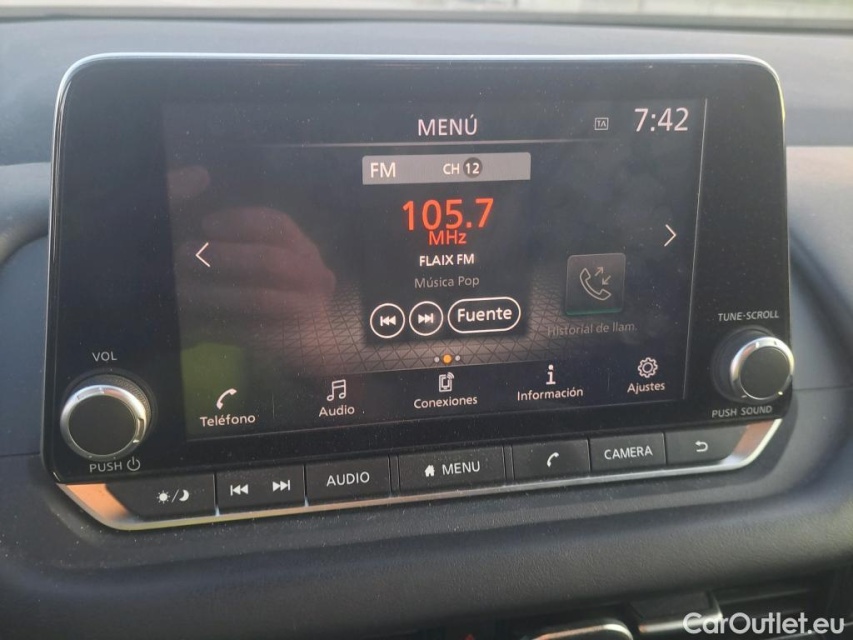 MENÚ
TA
7:42
FM CH 12
105.7
MHz
FLAIX FM
Música Pop
Fuente
Historial de llam.
TUNE-SCROLL
VOL
Teléfono
Audio
Conexiones
Información
Ajustes
PUSH
PUSH SOUND
AUDIO
MENU
CAMERA
CarOutlet.eu